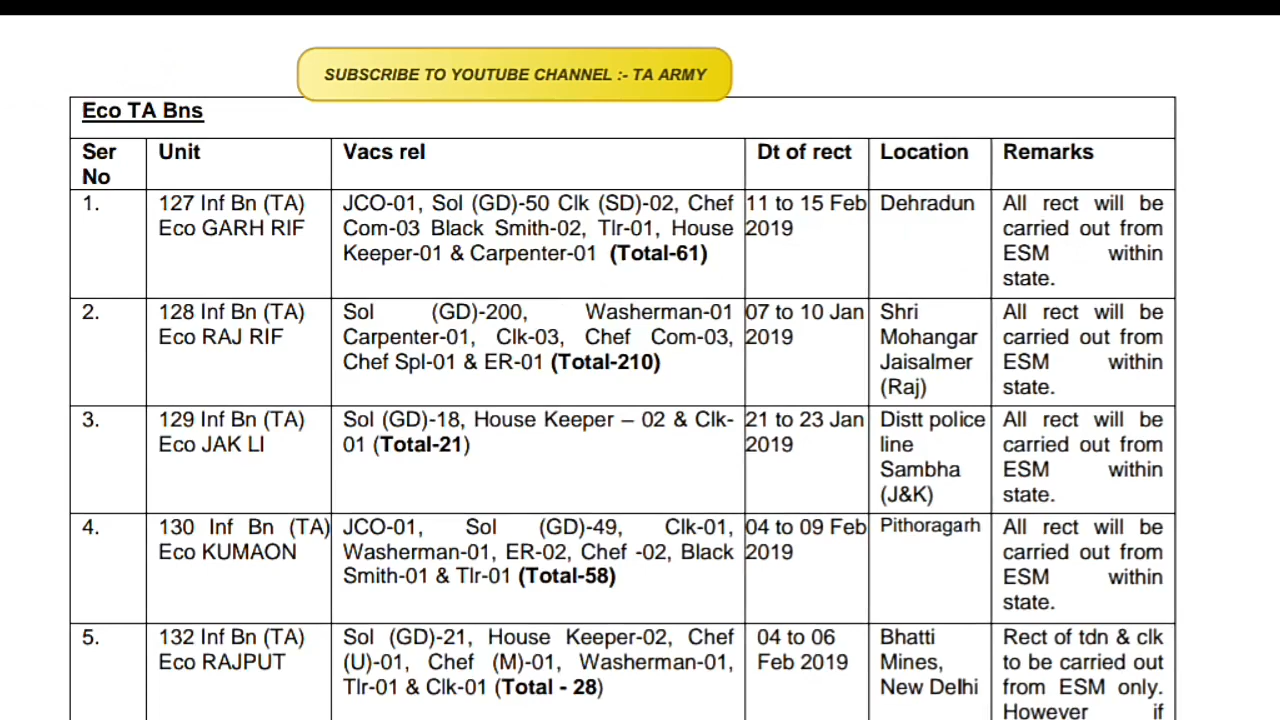 SUBSCRIBE TO YOUTUBE CHANNEL :- TA ARMY
Eco TA Bns
Ser No
Unit
Vacs rel
Dt of rect
Location
Remarks
1.
127 Inf Bn (TA)
Eco GARH RIF
JCO-01, Sol (GD)-50 Clk (SD)-02, Chef
Com-03 Black Smith-02, Tlr-01, House
Keeper-01 & Carpenter-01 (Total-61)
11 to 15 Feb
2019
Dehradun
All rect will be
carried out from
ESM within
state.
2.
128 Inf Bn (TA)
Eco RAJ RIF
Sol (GD)-200, Washerman-01
Carpenter-01, Clk-03, Chef Com-03,
Chef Spl-01 & ER-01 (Total-210)
07 to 10 Jan
2019
Shri
Mohangar
Jaisalmer
(Raj)
All rect will be
carried out from
ESM within
state.
3.
129 Inf Bn (TA)
Eco JAK LI
Sol (GD)-18, House Keeper – 02 & Clk-
01 (Total-21)
21 to 23 Jan
2019
Distt police
line
Sambha
(J&K)
All rect will be
carried out from
ESM within
state.
4.
130 Inf Bn (TA)
Eco KUMAON
JCO-01, Sol (GD)-49, Clk-01,
Washerman-01, ER-02, Chef -02, Black
Smith-01 & Tlr-01 (Total-58)
04 to 09 Feb
2019
Pithoragarh
All rect will be
carried out from
ESM within
state.
5.
132 Inf Bn (TA)
Eco RAJPUT
Sol (GD)-21, House Keeper-02, Chef
(U)-01, Chef (M)-01, Washerman-01,
Tlr-01 & Clk-01 (Total - 28)
04 to 06
Feb 2019
Bhatti
Mines,
New Delhi
Rect of tdn & clk
to be carried out
from ESM only.
However if